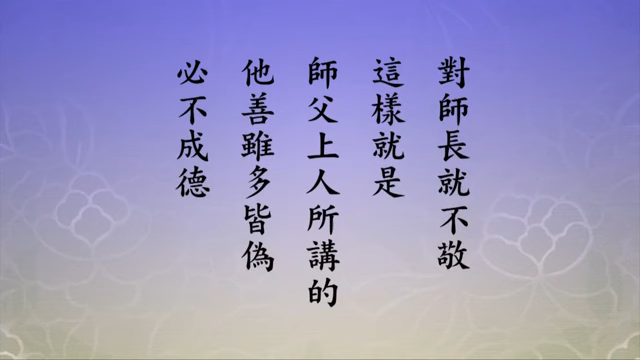 對師長就不敬
這樣就是
師父上人所講的
他善雖多皆偽
必不成德